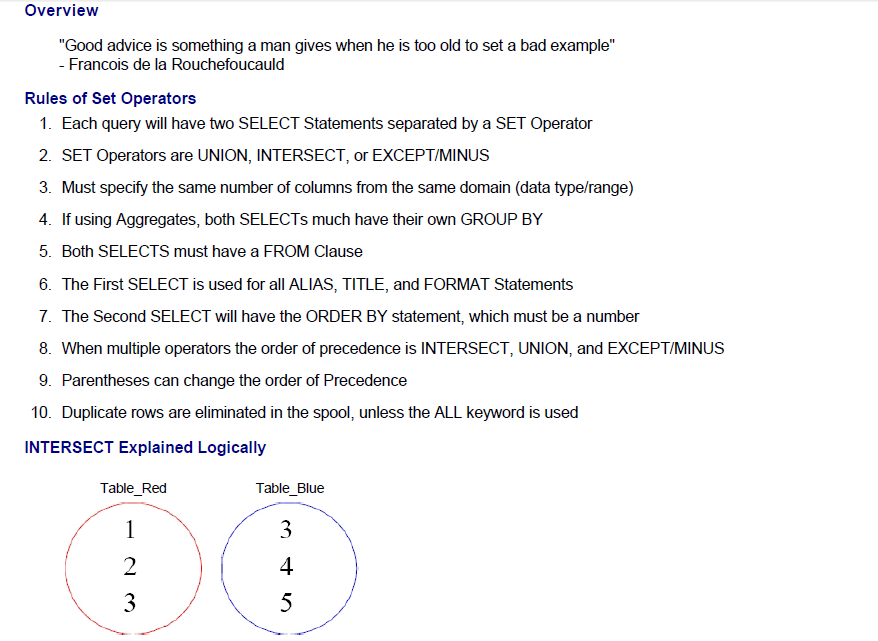 Overview
"Good advice is something a man gives when he is too old to set a bad example"
- Francois de la Rouchefoucauld
Rules of Set Operators
1. Each query will have two SELECT Statements separated by a SET Operator
2. SET Operators are UNION, INTERSECT, or EXCEPT/MINUS
3. Must specify the same number of columns from the same domain (data type/range)
4. If using Aggregates, both SELECTs much have their own GROUP BY
5. Both SELECTS must have a FROM Clause
6. The First SELECT is used for all ALIAS, TITLE, and FORMAT Statements
7. The Second SELECT will have the ORDER BY statement, which must be a number
8. When multiple operators the order of precedence is INTERSECT, UNION, and EXCEPT/MINUS
9. Parentheses can change the order of Precedence
10. Duplicate rows are eliminated in the spool, unless the ALL keyword is used
INTERSECT Explained Logically
Table_Red Table_Blue
1 3
2 4
3 5